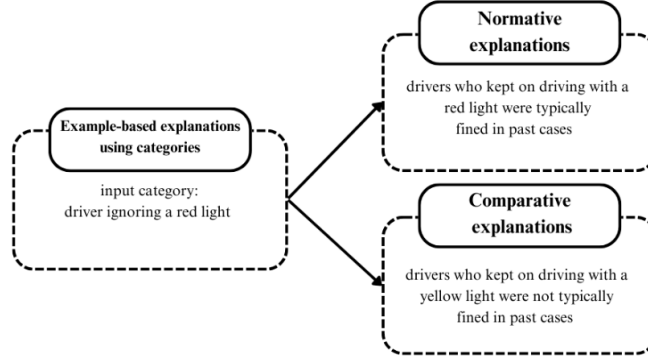 Example-based explanations
using categories
input category:
driver ignoring a red light
Normative
explanations
drivers who kept on driving with a
red light were typically
fined in past cases
Comparative
explanations
drivers who kept on driving with a
yellow light were not typically
fined in past cases